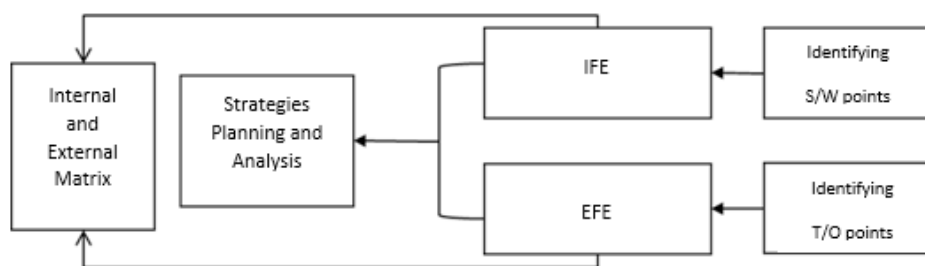 Internal
and
External
Matrix
Strategies
Planning and
Analysis
IFE
Identifying
S/W points
EFE
Identifying
T/O points